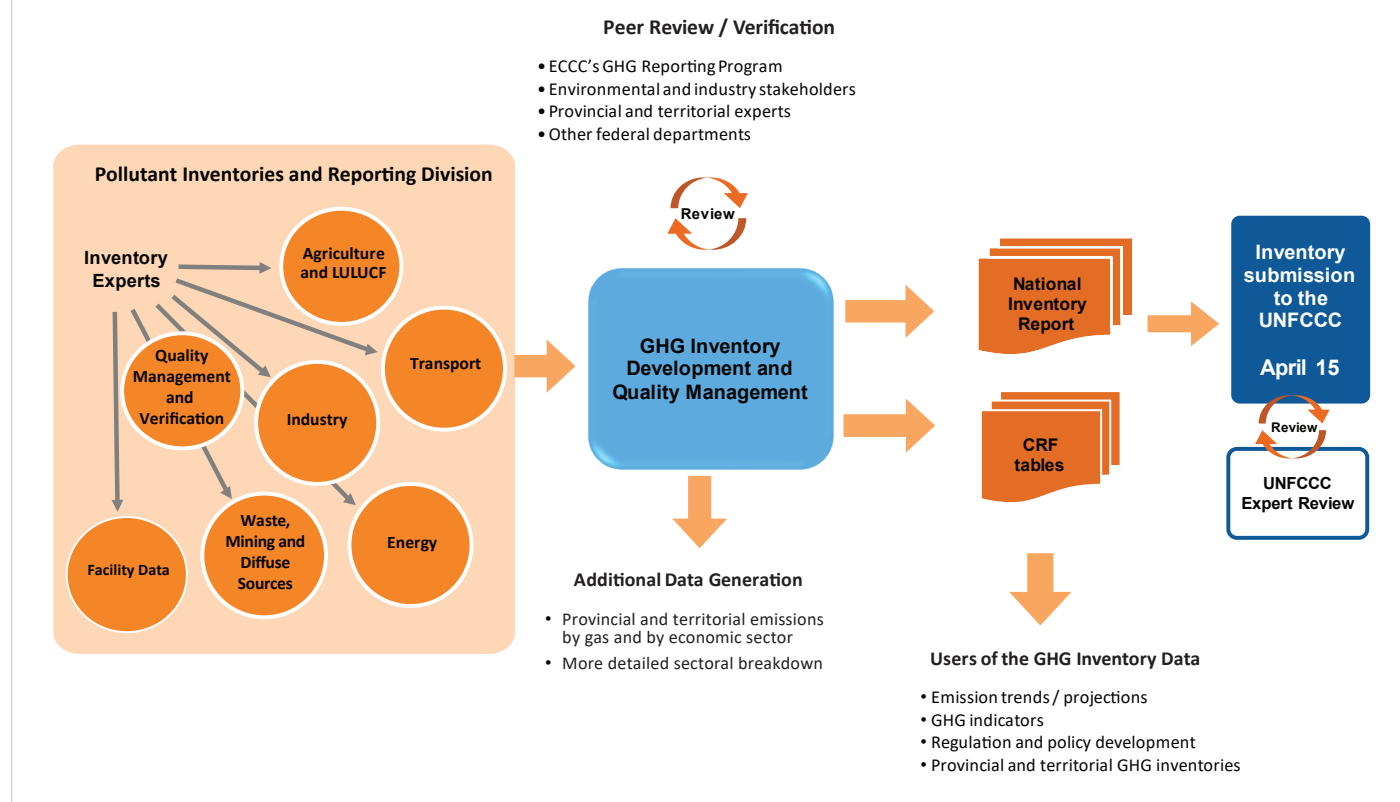 Peer Review / Verification
• ECCC's GHG Reporting Program
• Environmental and industry stakeholders
• Provincial and territorial experts
• Other federal departments
Pollutant Inventories and Reporting Division
Inventory
Experts
Agriculture
and LULUCF
Transport
Quality
Management
and
Verification
Industry
Facility Data
Waste,
Mining and
Diffuse
Sources
Energy
Review
GHG Inventory
Development and
Quality Management
Additional Data Generation
• Provincial and territorial emissions
by gas and by economic sector
• More detailed sectoral breakdown
National
Inventory
Report
CRF
tables
Inventory
submission
to the
UNFCCC
April 15
Review
UNFCCC
Expert Review
Users of the GHG Inventory Data
• Emission trends / projections
• GHG indicators
• Regulation and policy development
• Provincial and territorial GHG inventories